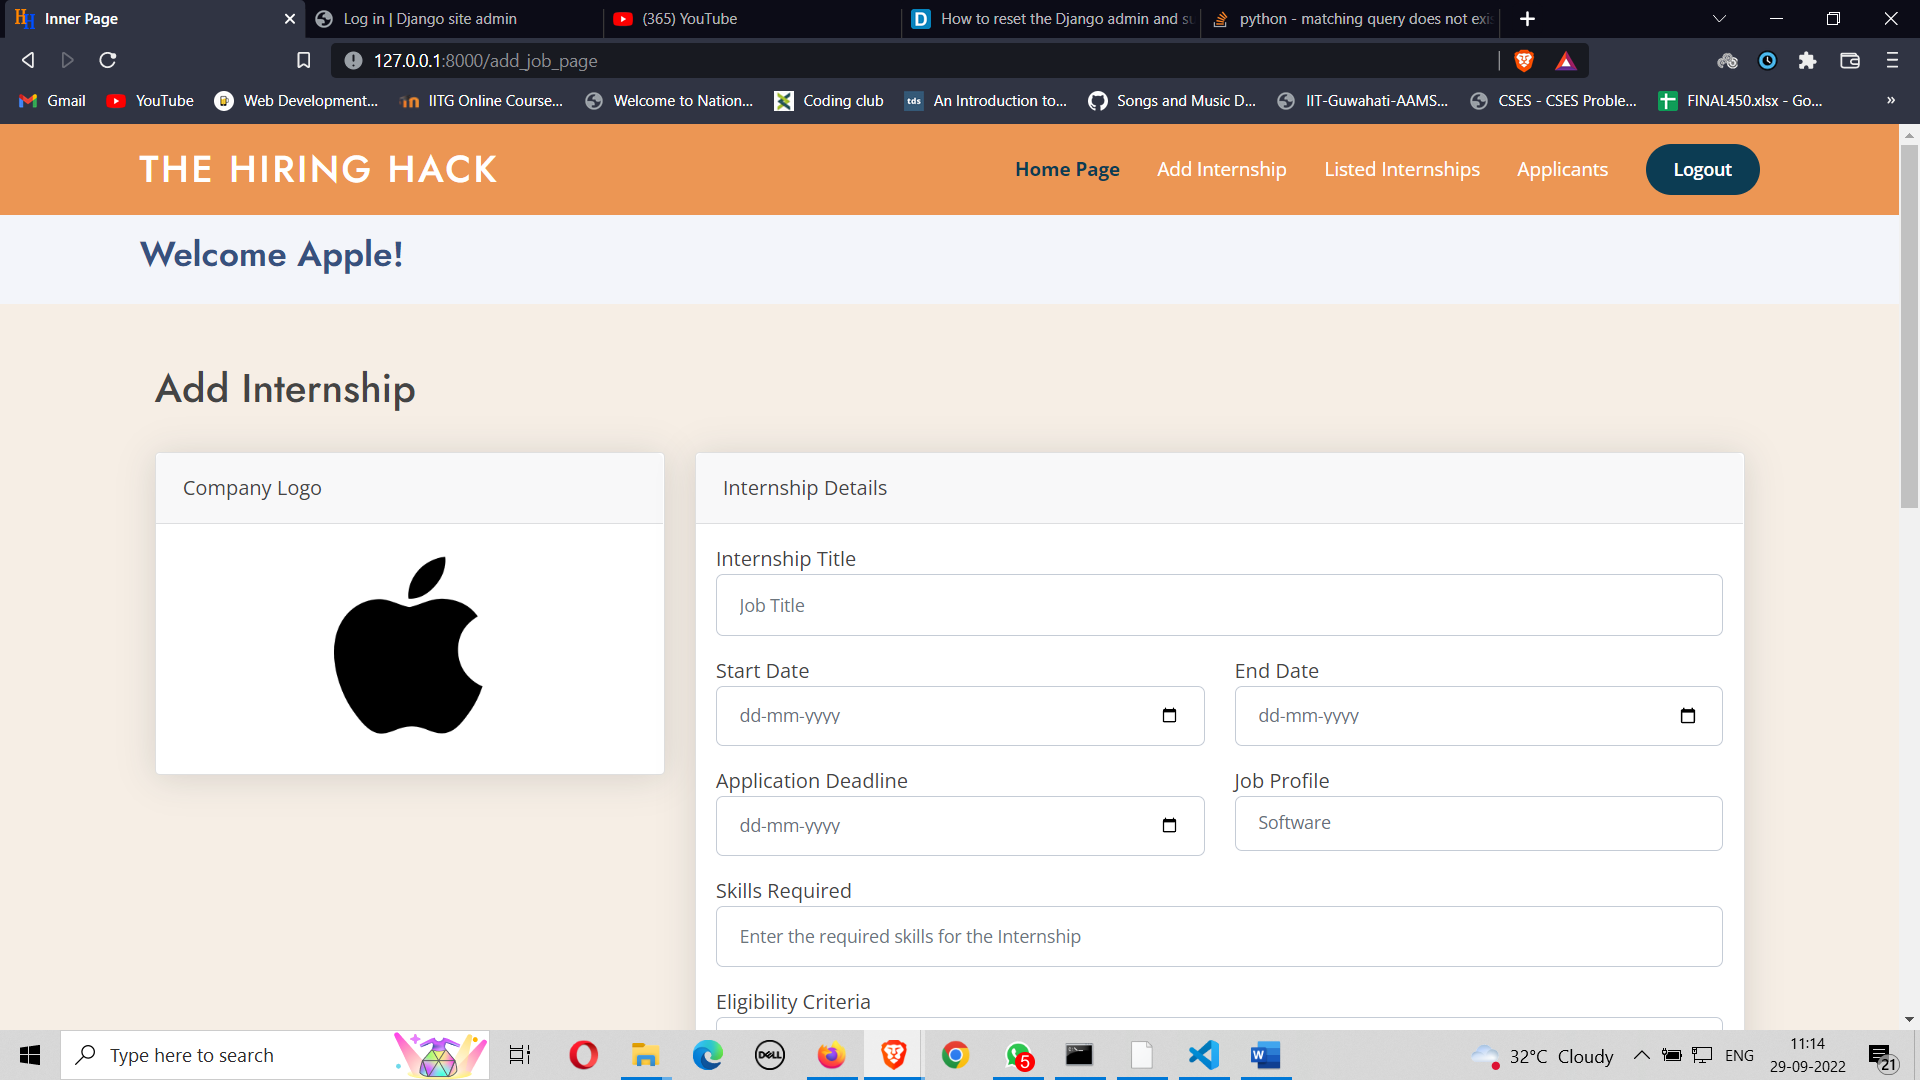 Inner Page
Log in | Django site admin
(365) YouTube
How to reset the Django admin and su
python - matching query does not exis
127.0.0.1:8000/add_job_page
Gmail
YouTube
Web Development...
IITG Online Course...
Welcome to Nation...
Coding club
tds
An Introduction to...
Songs and Music D...
IIT-Guwahati-AAMS...
CSES - CSES Proble...
FINAL450.xlsx - Go...
»
THE HIRING HACK
Home Page
Add Internship
Listed Internships
Applicants
Logout
Welcome Apple!
Add Internship
Company Logo
Internship Details
Internship Title
Job Title
Start Date
End Date
dd-mm-yyyy
dd-mm-yyyy
Application Deadline
Job Profile
dd-mm-yyyy
Software
Skills Required
Enter the required skills for the Internship
Eligibility Criteria
Type here to search
DELL
5
W
32°C Cloudy
ENG
11:14
29-09-2022
21